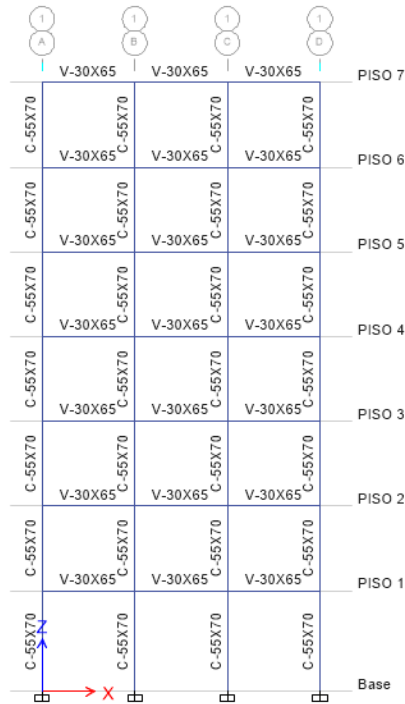 1 1 1 1
A B C D
V-30X65 V-30X65 V-30X65 PISO 7
C-55X70 C-55X70 C-55X70 C-55X70
V-30X65 V-30X65 V-30X65 PISO 6
C-55X70 C-55X70 C-55X70 C-55X70
V-30X65 V-30X65 V-30X65 PISO 5
C-55X70 C-55X70 C-55X70 C-55X70
V-30X65 V-30X65 V-30X65 PISO 4
C-55X70 C-55X70 C-55X70 C-55X70
V-30X65 V-30X65 V-30X65 PISO 3
C-55X70 C-55X70 C-55X70 C-55X70
V-30X65 V-30X65 V-30X65 PISO 2
C-55X70 C-55X70 C-55X70 C-55X70
V-30X65 V-30X65 V-30X65 PISO 1
C-55X70 C-55X70 C-55X70 C-55X70
Z
X
Base